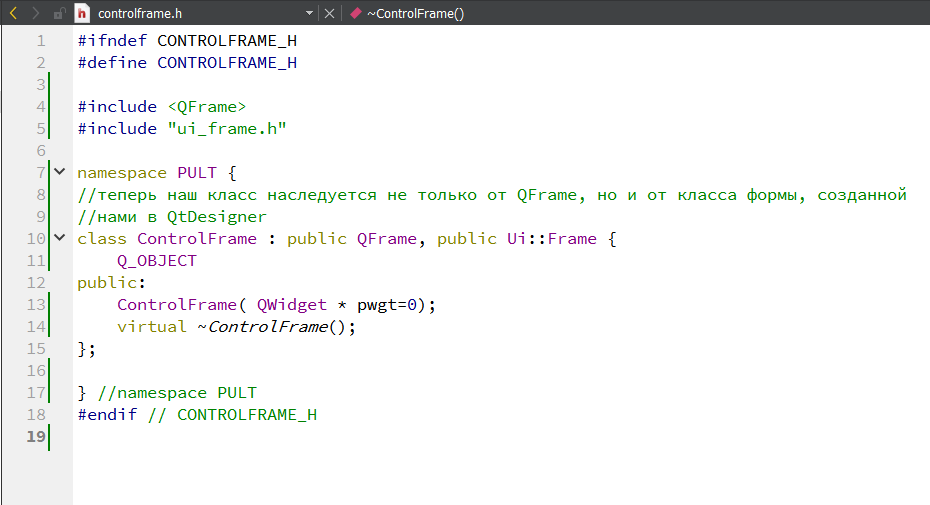 controlframe.h ~ControlFrame()
1 #ifndef CONTROLFRAME_H
2 #define CONTROLFRAME_H
3
4 #include <QFrame>
5 #include "ui_frame.h"
6
7 namespace PULT {
8 //теперь наш класс наследуется не только от QFrame, но и от класса формы, созданной
9 //нами в QtDesigner
10 class ControlFrame : public QFrame, public Ui::Frame {
11     Q_OBJECT
12 public:
13     ControlFrame( QWidget * pwgt=0);
14     virtual ~ControlFrame();
15 };
16
17 } //namespace PULT
18 #endif // CONTROLFRAME_H
19